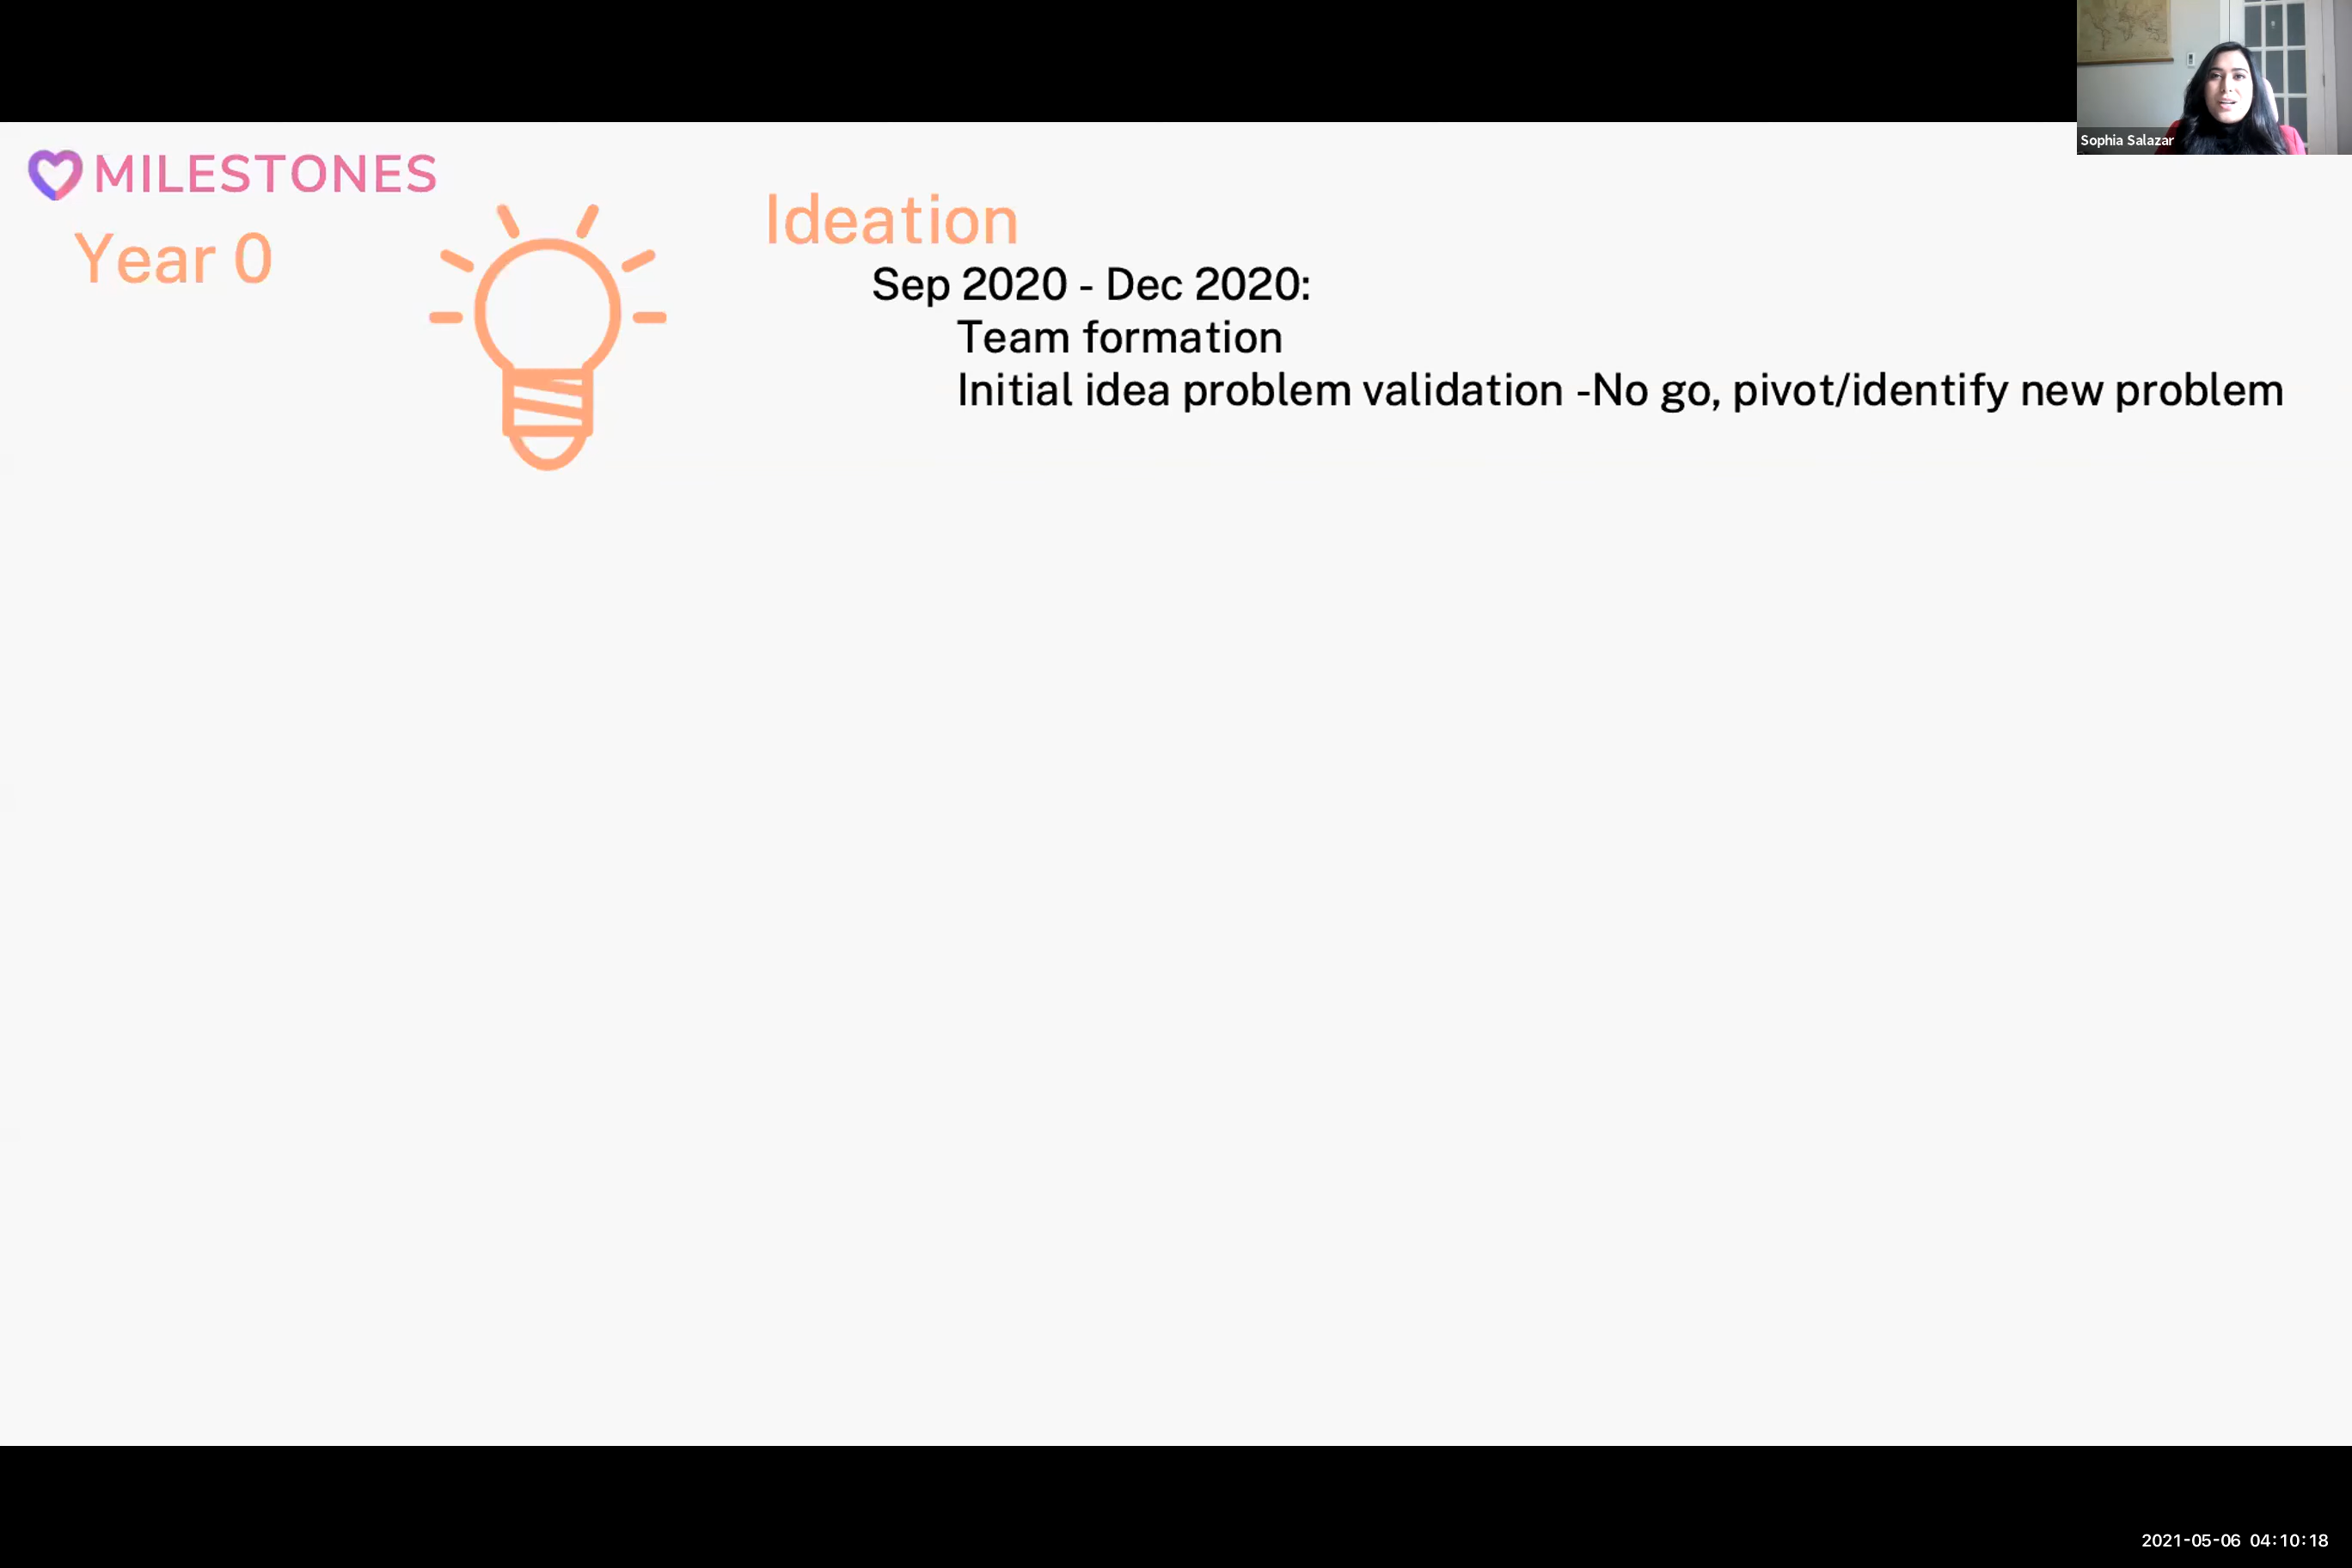 MILESTONES
Year 0
Ideation
Sep 2020 - Dec 2020:
Team formation
Initial idea problem validation -No go, pivot/identify new problem
Sophia Salazar
2021-05-06 04:10:18